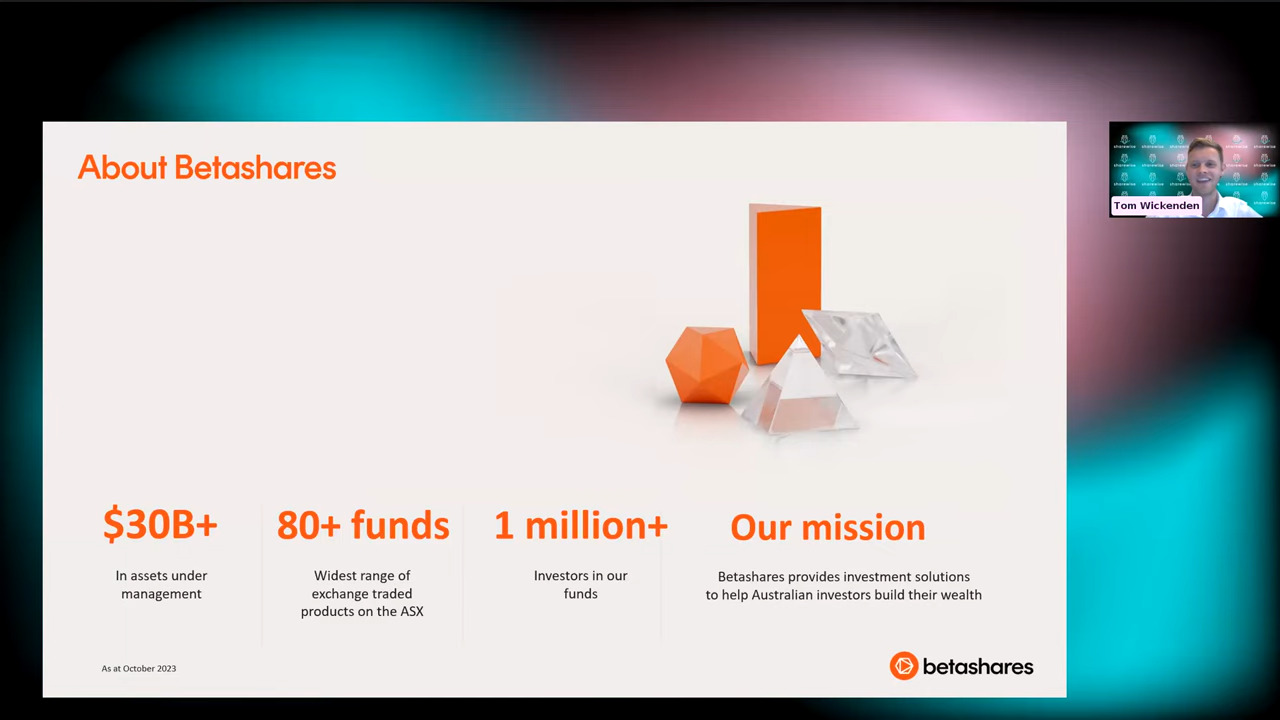 About Betashares
Tom Wickenden
$30B+
In assets under
management
80+ funds
Widest range of
exchange traded
products on the ASX
1 million+
Investors in our
funds
Our mission
Betashares provides investment solutions
to help Australian investors build their wealth
As at October 2023
betashares